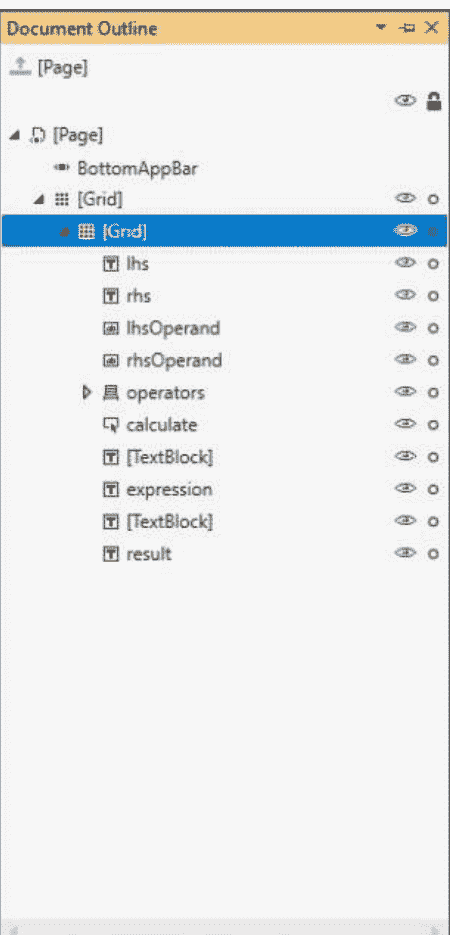 Document Outline
[Page]
[Page]
BottomAppBar
[Grid]
[Grid]
lhs
rhs
lhsOperand
rhsOperand
operators
calculate
[TextBlock]
expression
[TextBlock]
result